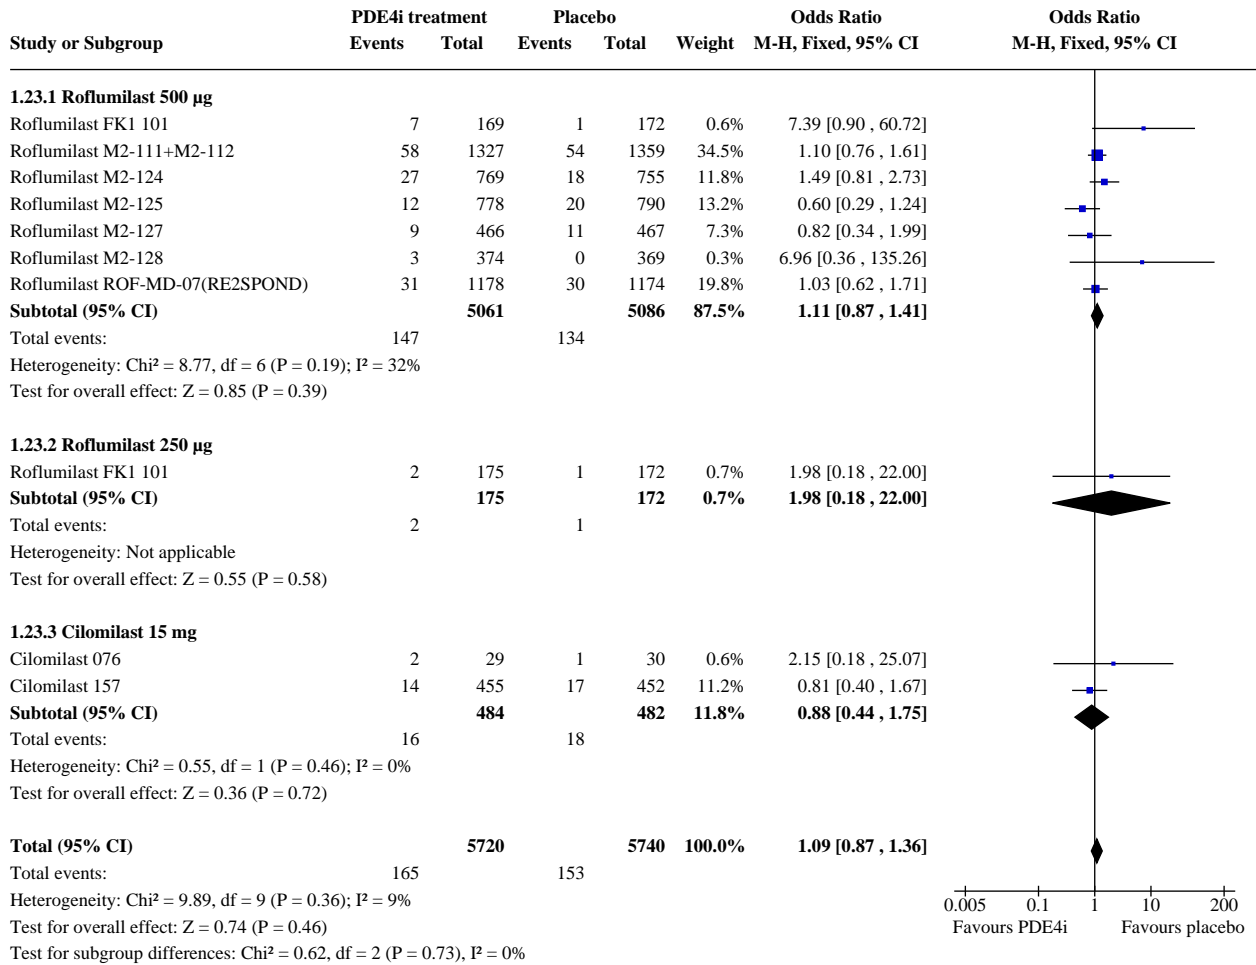 PDE4i treatment Placebo Odds Ratio Odds Ratio
Study or Subgroup Events Total Events Total Weight M-H, Fixed, 95% CI M-H, Fixed, 95% CI
1.23.1 Roflumilast 500 µg
Roflumilast FK1 101 7 169 1 172 0.6% 7.39 [0.90 , 60.72]
Roflumilast M2-111+M2-112 58 1327 54 1359 34.5% 1.10 [0.76 , 1.61]
Roflumilast M2-124 27 769 18 755 11.8% 1.49 [0.81 , 2.73]
Roflumilast M2-125 12 778 20 790 13.2% 0.60 [0.29 , 1.24]
Roflumilast M2-127 9 466 11 467 7.3% 0.82 [0.34 , 1.99]
Roflumilast M2-128 3 374 0 369 0.3% 6.96 [0.36 , 135.26]
Roflumilast ROF-MD-07(RE2SPOND) 31 1178 30 1174 19.8% 1.03 [0.62 , 1.71]
Subtotal (95% CI) 5061 5086 87.5% 1.11 [0.87 , 1.41]
Total events: 147 134
Heterogeneity: Chi² = 8.77, df = 6 (P = 0.19); I² = 32%
Test for overall effect: Z = 0.85 (P = 0.39)
1.23.2 Roflumilast 250 µg
Roflumilast FK1 101 2 175 1 172 0.7% 1.98 [0.18 , 22.00]
Subtotal (95% CI) 175 172 0.7% 1.98 [0.18 , 22.00]
Total events: 2 1
Heterogeneity: Not applicable
Test for overall effect: Z = 0.55 (P = 0.58)
1.23.3 Cilomilast 15 mg
Cilomilast 076 2 29 1 30 0.6% 2.15 [0.18 , 25.07]
Cilomilast 157 14 455 17 452 11.2% 0.81 [0.40 , 1.67]
Subtotal (95% CI) 484 482 11.8% 0.88 [0.44 , 1.75]
Total events: 16 18
Heterogeneity: Chi² = 0.55, df = 1 (P = 0.46); I² = 0%
Test for overall effect: Z = 0.36 (P = 0.72)
Total (95% CI) 5720 5740 100.0% 1.09 [0.87 , 1.36]
Total events: 165 153
Heterogeneity: Chi² = 9.89, df = 9 (P = 0.36); I² = 9%
Test for overall effect: Z = 0.74 (P = 0.46)
Test for subgroup differences: Chi² = 0.62, df = 2 (P = 0.73), I² = 0%
0.005 0.1 1 10 200
Favours PDE4i Favours placebo